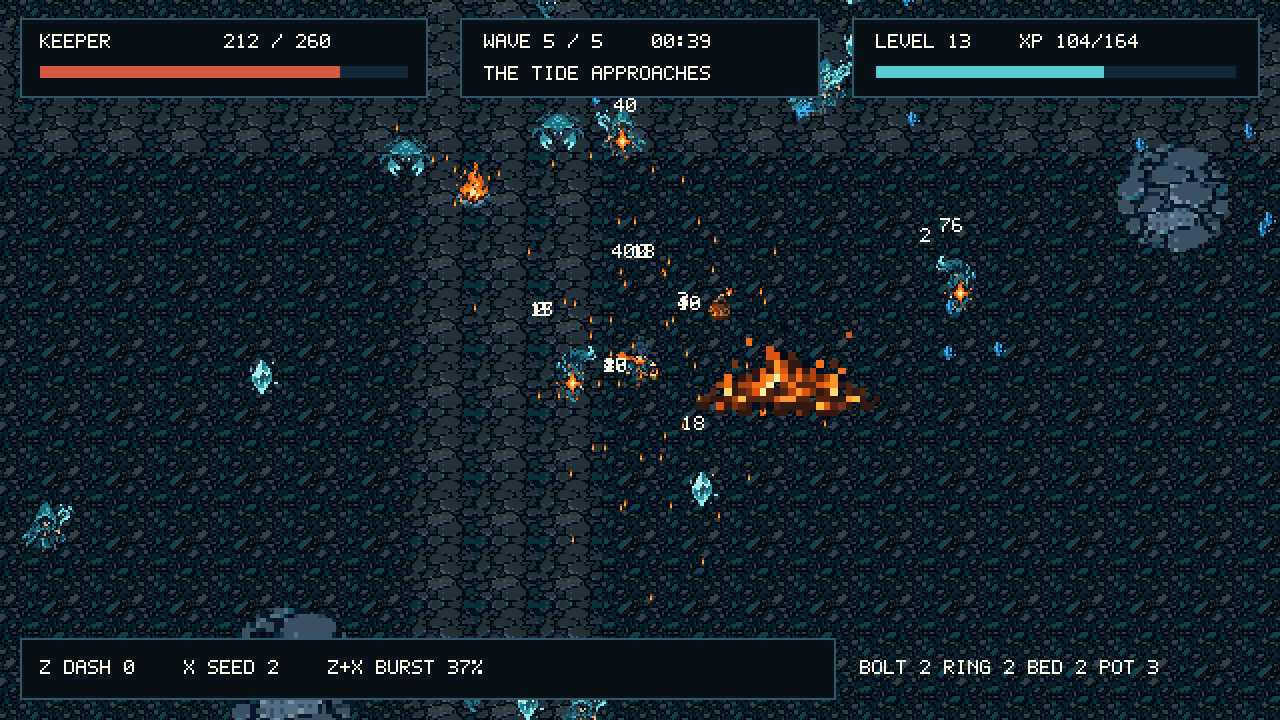 KEEPER 212 / 260
WAVE 5 / 5 00:39
THE TIDE APPROACHES
LEVEL 13 XP 104/164
40
76
2
18
Z DASH 0 X SEED 2 Z+X BURST 37%
BOLT 2 RING 2 BED 2 POT 3